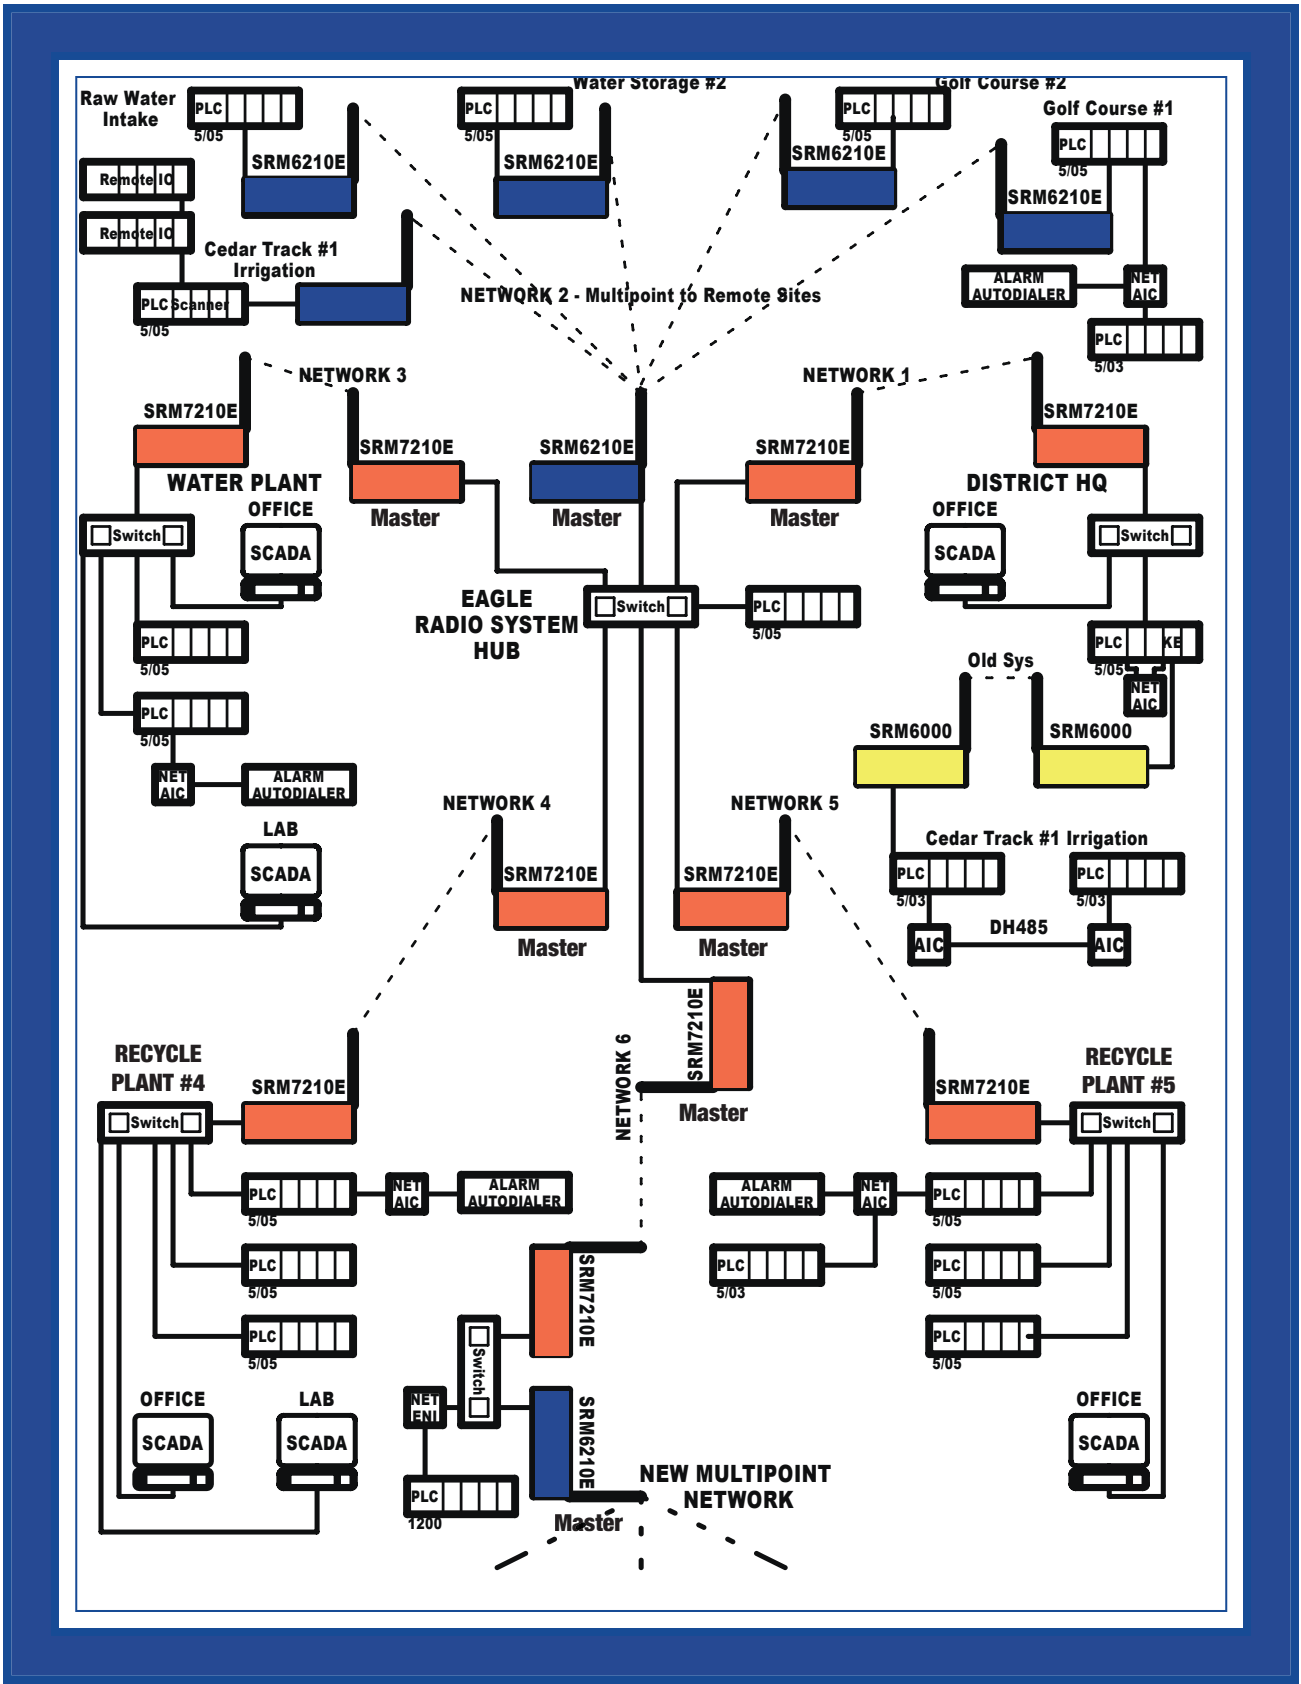 Water Storage #2
Golf Course #2
Raw Water
Intake
PLC
5/05
SRM6210E
PLC
5/05
SRM6210E
PLC
5/05
SRM6210E
Golf Course #1
PLC
5/05
SRM6210E
Remote IO
Remote IO
Cedar Track #1
Irrigation
PLC Scanner
5/05
NETWORK 2 - Multipoint to Remote Sites
ALARM
AUTODIALER
NET
AIC
PLC
5/03
NETWORK 3
NETWORK 1
SRM7210E
SRM7210E
Master
SRM6210E
Master
SRM7210E
Master
SRM7210E
WATER PLANT
OFFICE
SCADA
Switch
DISTRICT HQ
OFFICE
SCADA
Switch
EAGLE
RADIO SYSTEM
HUB
Switch
PLC
5/05
PLC
5/05
PLC
5/05
NET
AIC
ALARM
AUTODIALER
LAB
SCADA
PLC
KE
5/05
NET
AIC
Old Sys
SRM6000
SRM6000
NETWORK 4
NETWORK 5
SRM7210E
Master
SRM7210E
Master
Cedar Track #1 Irrigation
PLC
5/03
PLC
5/03
AIC
DH485
AIC
SRM7210E
NETWORK 6
Master
RECYCLE
PLANT #4
SRM7210E
Switch
RECYCLE
PLANT #5
SRM7210E
Switch
PLC
5/05
NET
AIC
ALARM
AUTODIALER
PLC
5/05
PLC
5/05
ALARM
AUTODIALER
NET
AIC
PLC
5/05
PLC
5/03
PLC
5/05
PLC
5/05
SRM7210E
Switch
NET
ENI
SRM6210E
PLC
1200
Master
OFFICE
SCADA
LAB
SCADA
OFFICE
SCADA
NEW MULTIPOINT
NETWORK